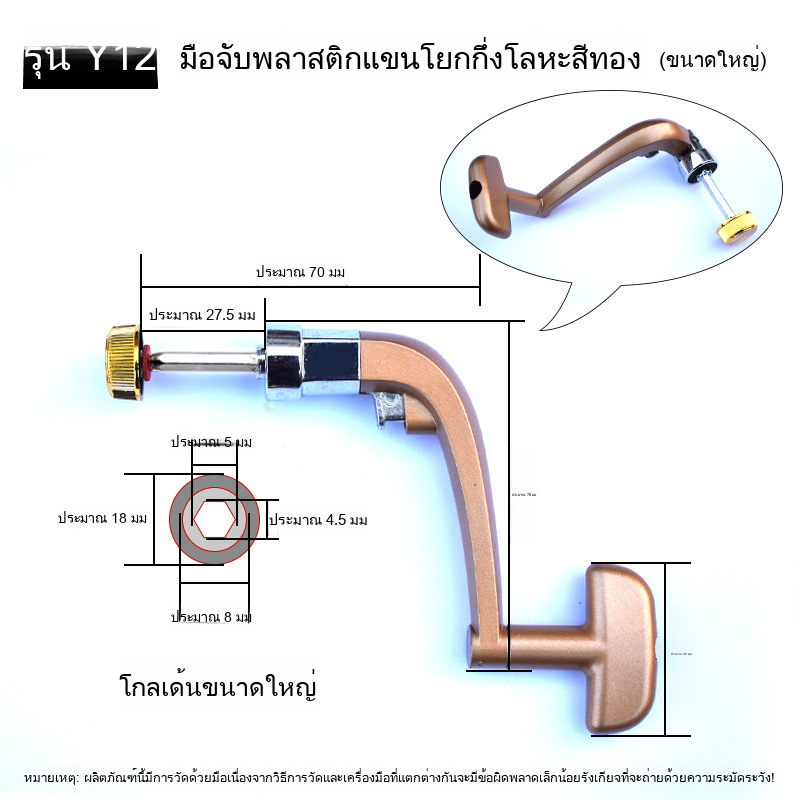 รุ่น Y12 มือจับพลาสติกแขนโยกกึ่งโลหะสีทอง (ขนาดใหญ่)
ประมาณ 70 มม
ประมาณ 27.5 มม
ประมาณ 5 มม
ประมาณ 18 มม
ประมาณ 4.5 มม
ประมาณ 8 มม
โกลเด้นขนาดใหญ่
หมายเหตุ: ผลิตภัณฑ์นี้มีการวัดด้วยมือเนื่องจากวิธีการวัดและเครื่องมือที่แตกต่างกันจะมีข้อผิดพลาดเล็กน้อยรังเกียจที่จะถ่ายด้วยความระมัดระวัง!